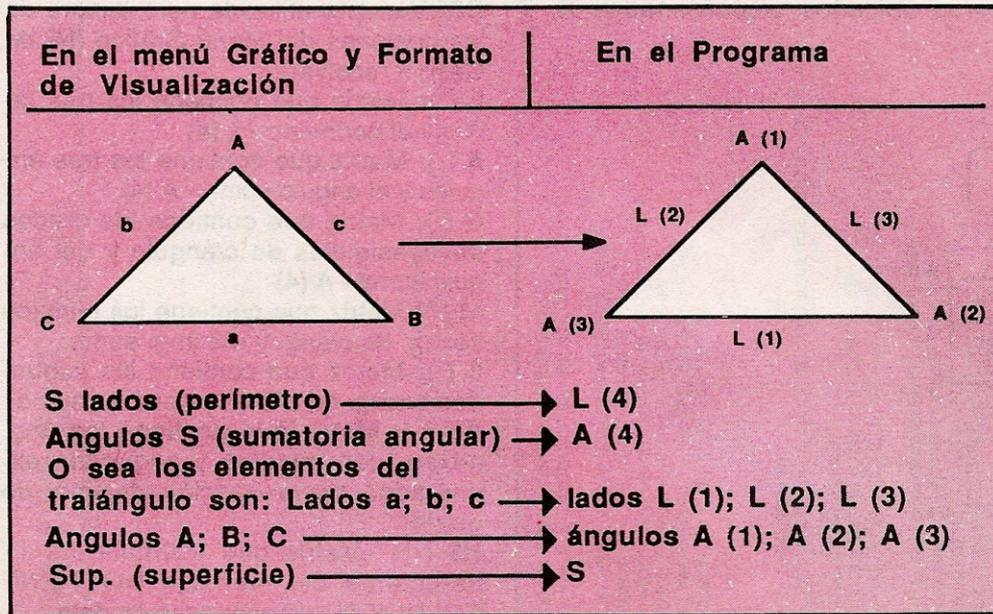 En el menú Gráfico y Formato
de Visualización
En el Programa
A
b
c
C
B
a
A (1)
L (2)
L (3)
A (3)
A (2)
L (1)
S lados (perímetro) → L (4)
Angulos S (sumatoria angular) → A (4)
O sea los elementos del
traiángulo son: Lados a; b; c → lados L (1); L (2); L (3)
Angulos A; B; C → ángulos A (1); A (2); A (3)
Sup. (superficie) → S